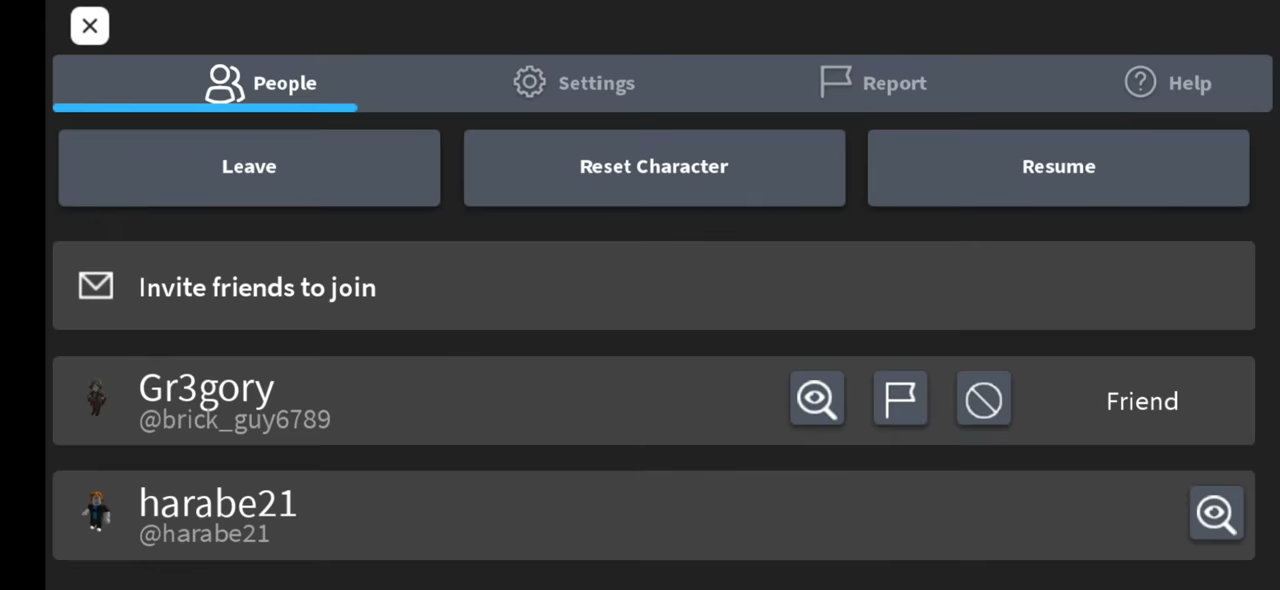 People
Settings
Report
Help
Leave
Reset Character
Resume
Invite friends to join
Gr3gory
@brick_guy6789
Friend
harabe21
@harabe21